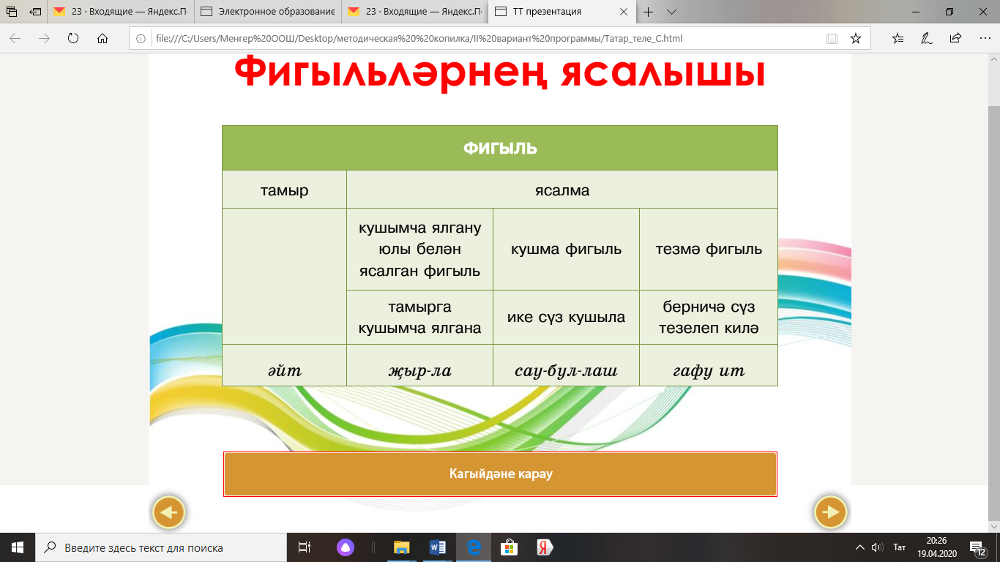 23 · Входящие — Яндекс.П
Электронное образование
23 · Входящие — Яндекс.П
ТТ презентация
file:///C:/Users/Менгер%20ООШ/Desktop/методическая%20%20копилка/II%20вариант%20программы/Татар_теле_С.html
Фигыльләрнең ясалышы
ФИГЫЛЬ
тамыр
ясалма
кушымча ялгану
юлы белән
ясалган фигыль
кушма фигыль
тезмә фигыль
тамырга
кушымча ялгана
ике сүз кушыла
берничә сүз
тезелеп килә
әйт
җыр-ла
сау-бул-лаш
гафу ит
Кагыйдәне карау
Введите здесь текст для поиска
Тат
20:26
19.04.2020
12